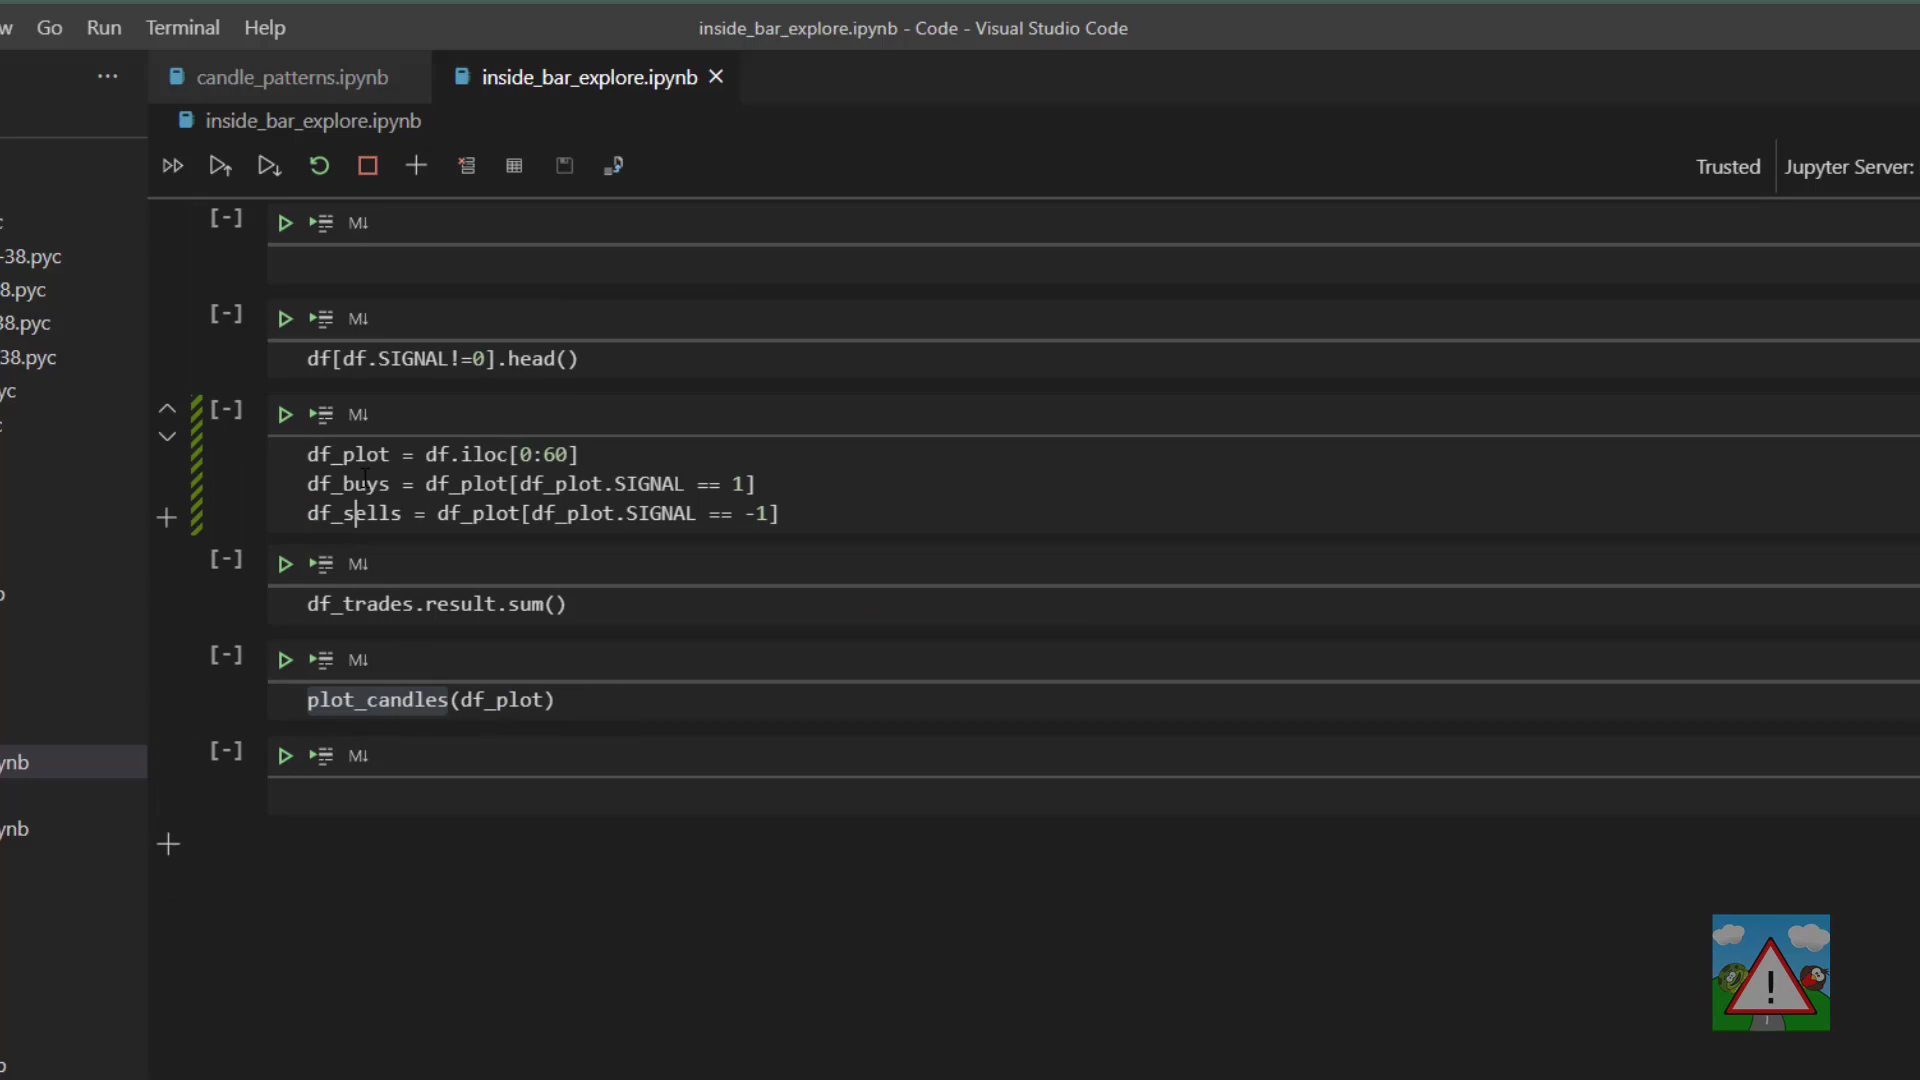 w Go Run Terminal Help
inside_bar_explore.ipynb - Code - Visual Studio Code
candle_patterns.ipynb
inside_bar_explore.ipynb
inside_bar_explore.ipynb
Trusted
Jupyter Server:
c
-38.pyc
8.pyc
38.pyc
38.pyc
yc
ynb
ynb
[-] M↓
[-] M↓
df[df.SIGNAL!=0].head()
[-] M↓
df_plot = df.iloc[0:60]
df_buys = df_plot[df_plot.SIGNAL == 1]
df_sells = df_plot[df_plot.SIGNAL == -1]
[-] M↓
df_trades.result.sum()
[-] M↓
plot_candles(df_plot)
[-] M↓
!